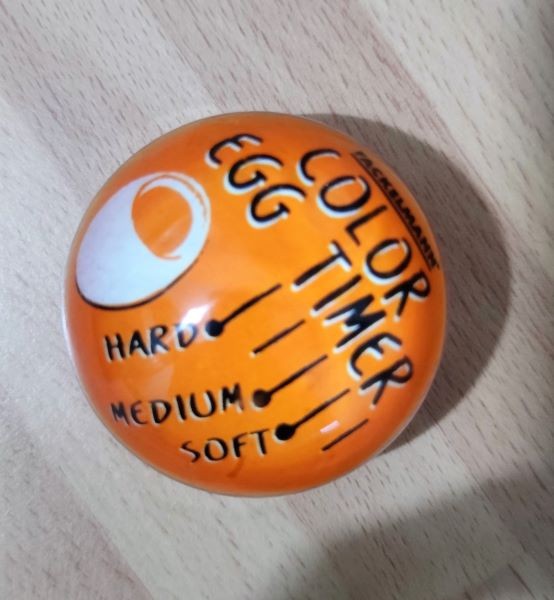 FACKELMANN
COLOR
EGG TIMER
HARD
MEDIUM
SOFT